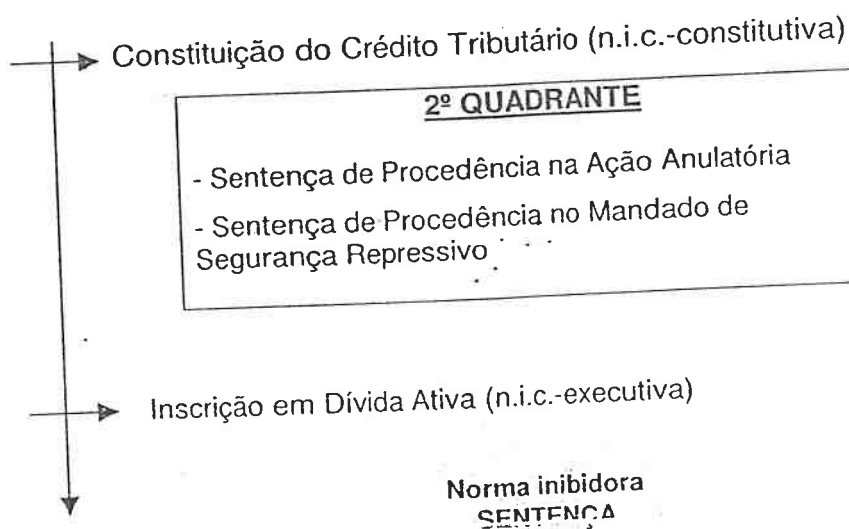 Constituição do Crédito Tributário (n.i.c.-constitutiva)
2º QUADRANTE
- Sentença de Procedência na Ação Anulatória
- Sentença de Procedência no Mandado de
Segurança Repressivo
Inscrição em Dívida Ativa (n.i.c.-executiva)
Norma inibidora
SENTENÇA